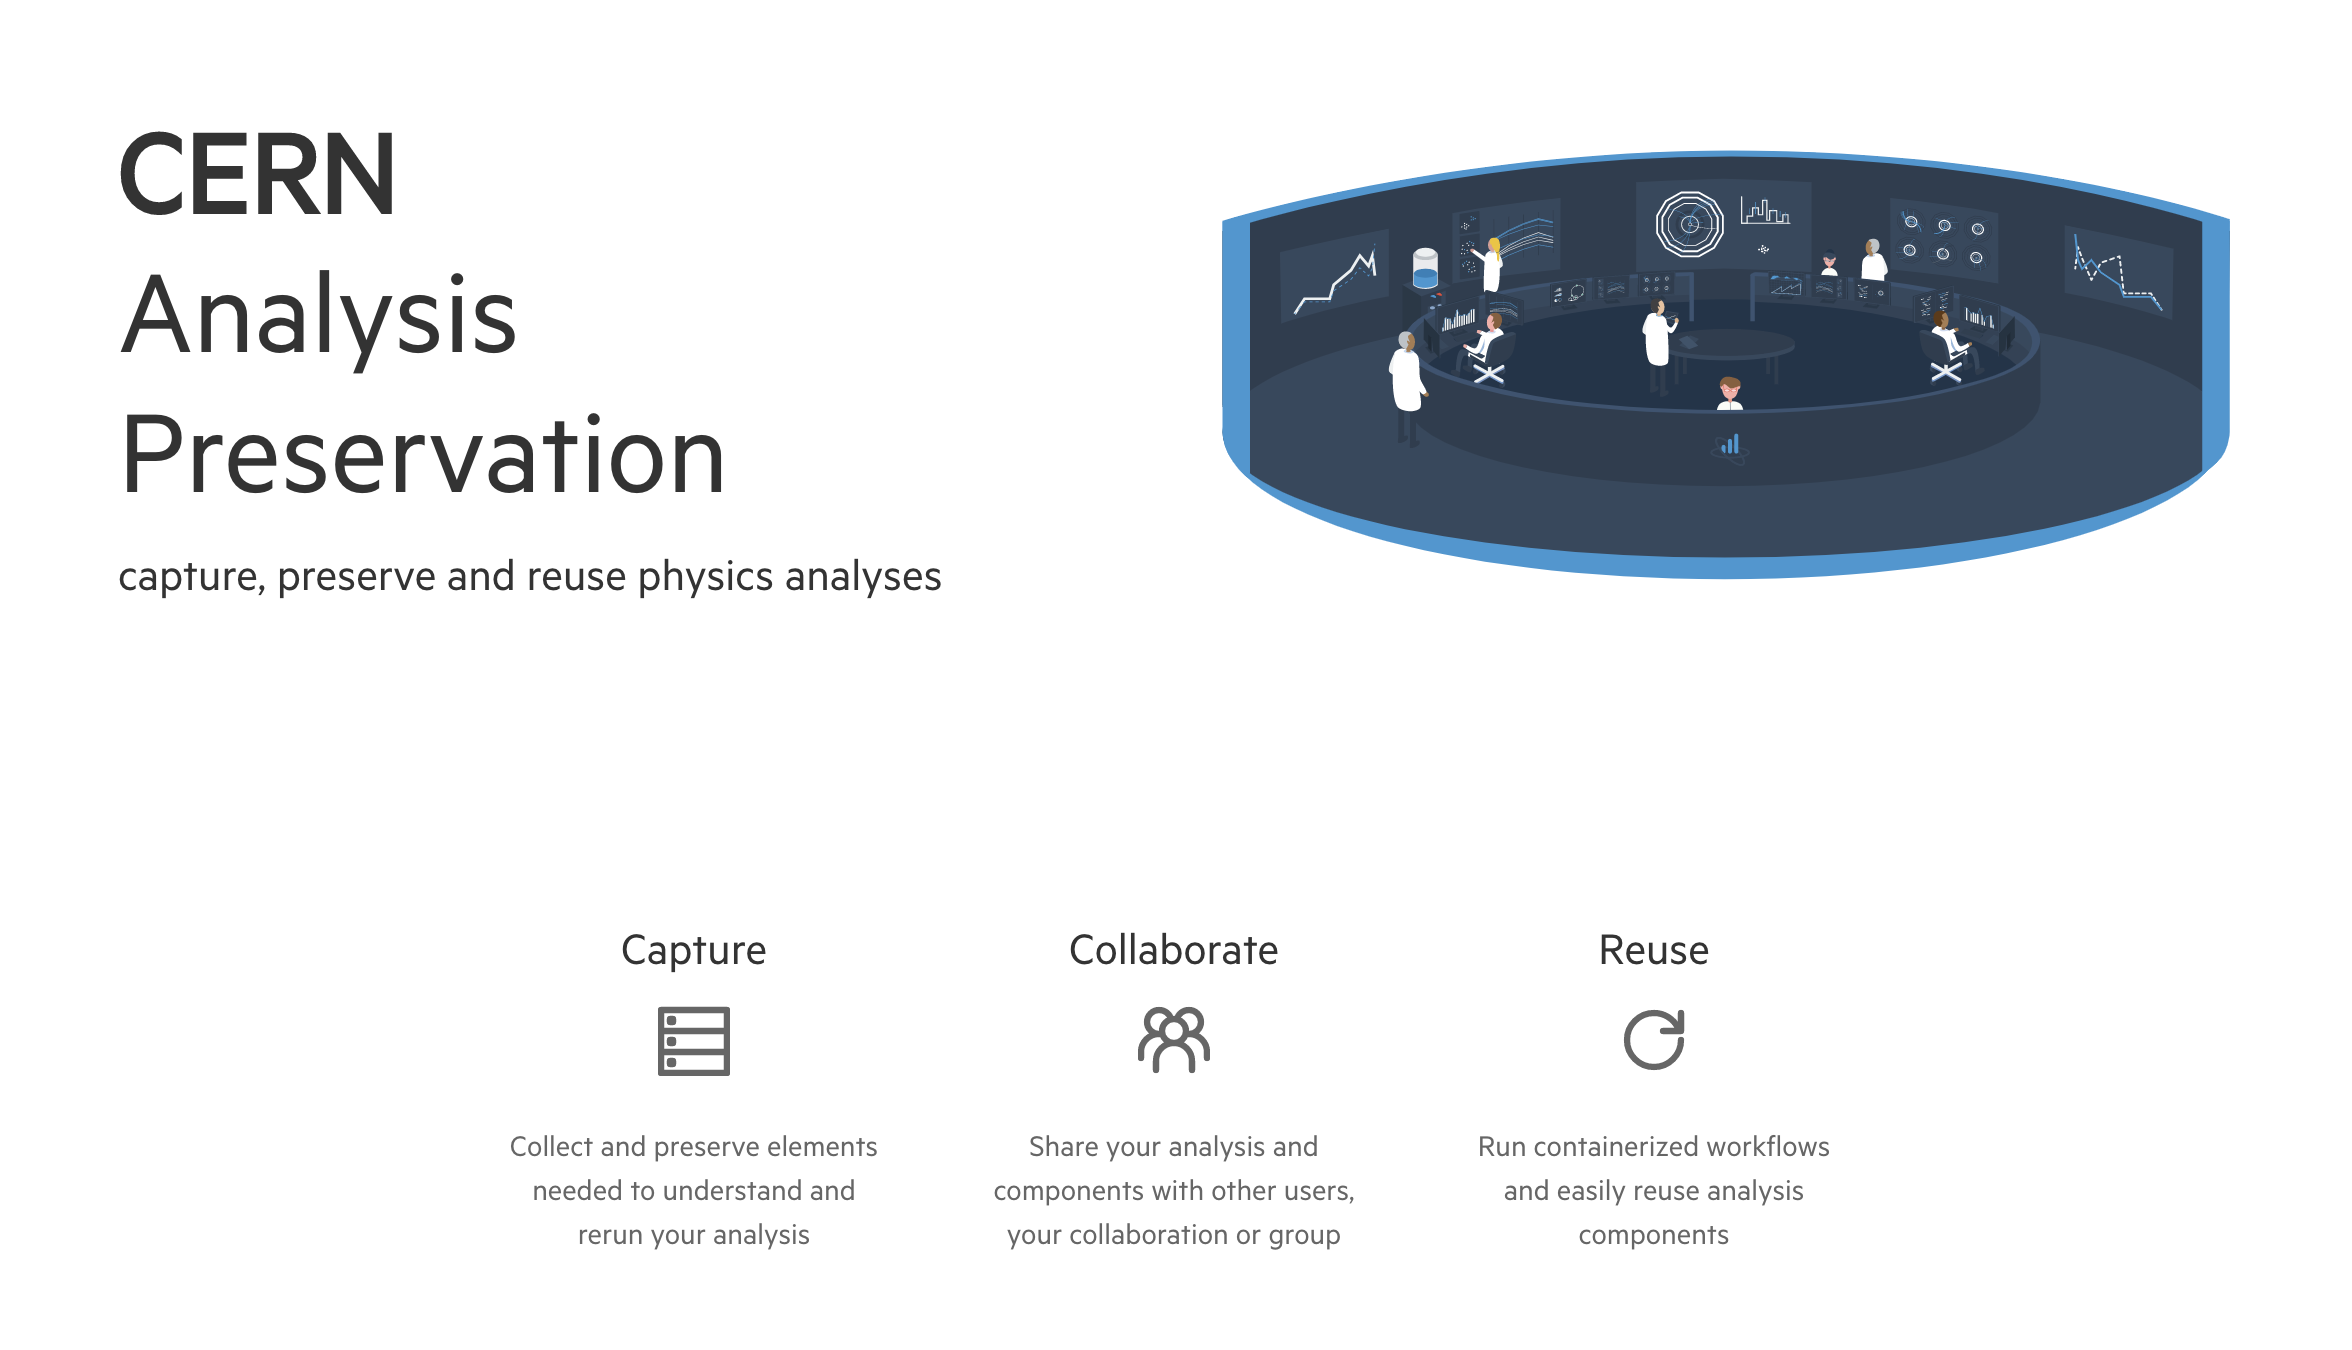 CERN
Analysis
Preservation
capture, preserve and reuse physics analyses
Capture
Collect and preserve elements
needed to understand and
rerun your analysis
Collaborate
Share your analysis and
components with other users,
your collaboration or group
Reuse
Run containerized workflows
and easily reuse analysis
components